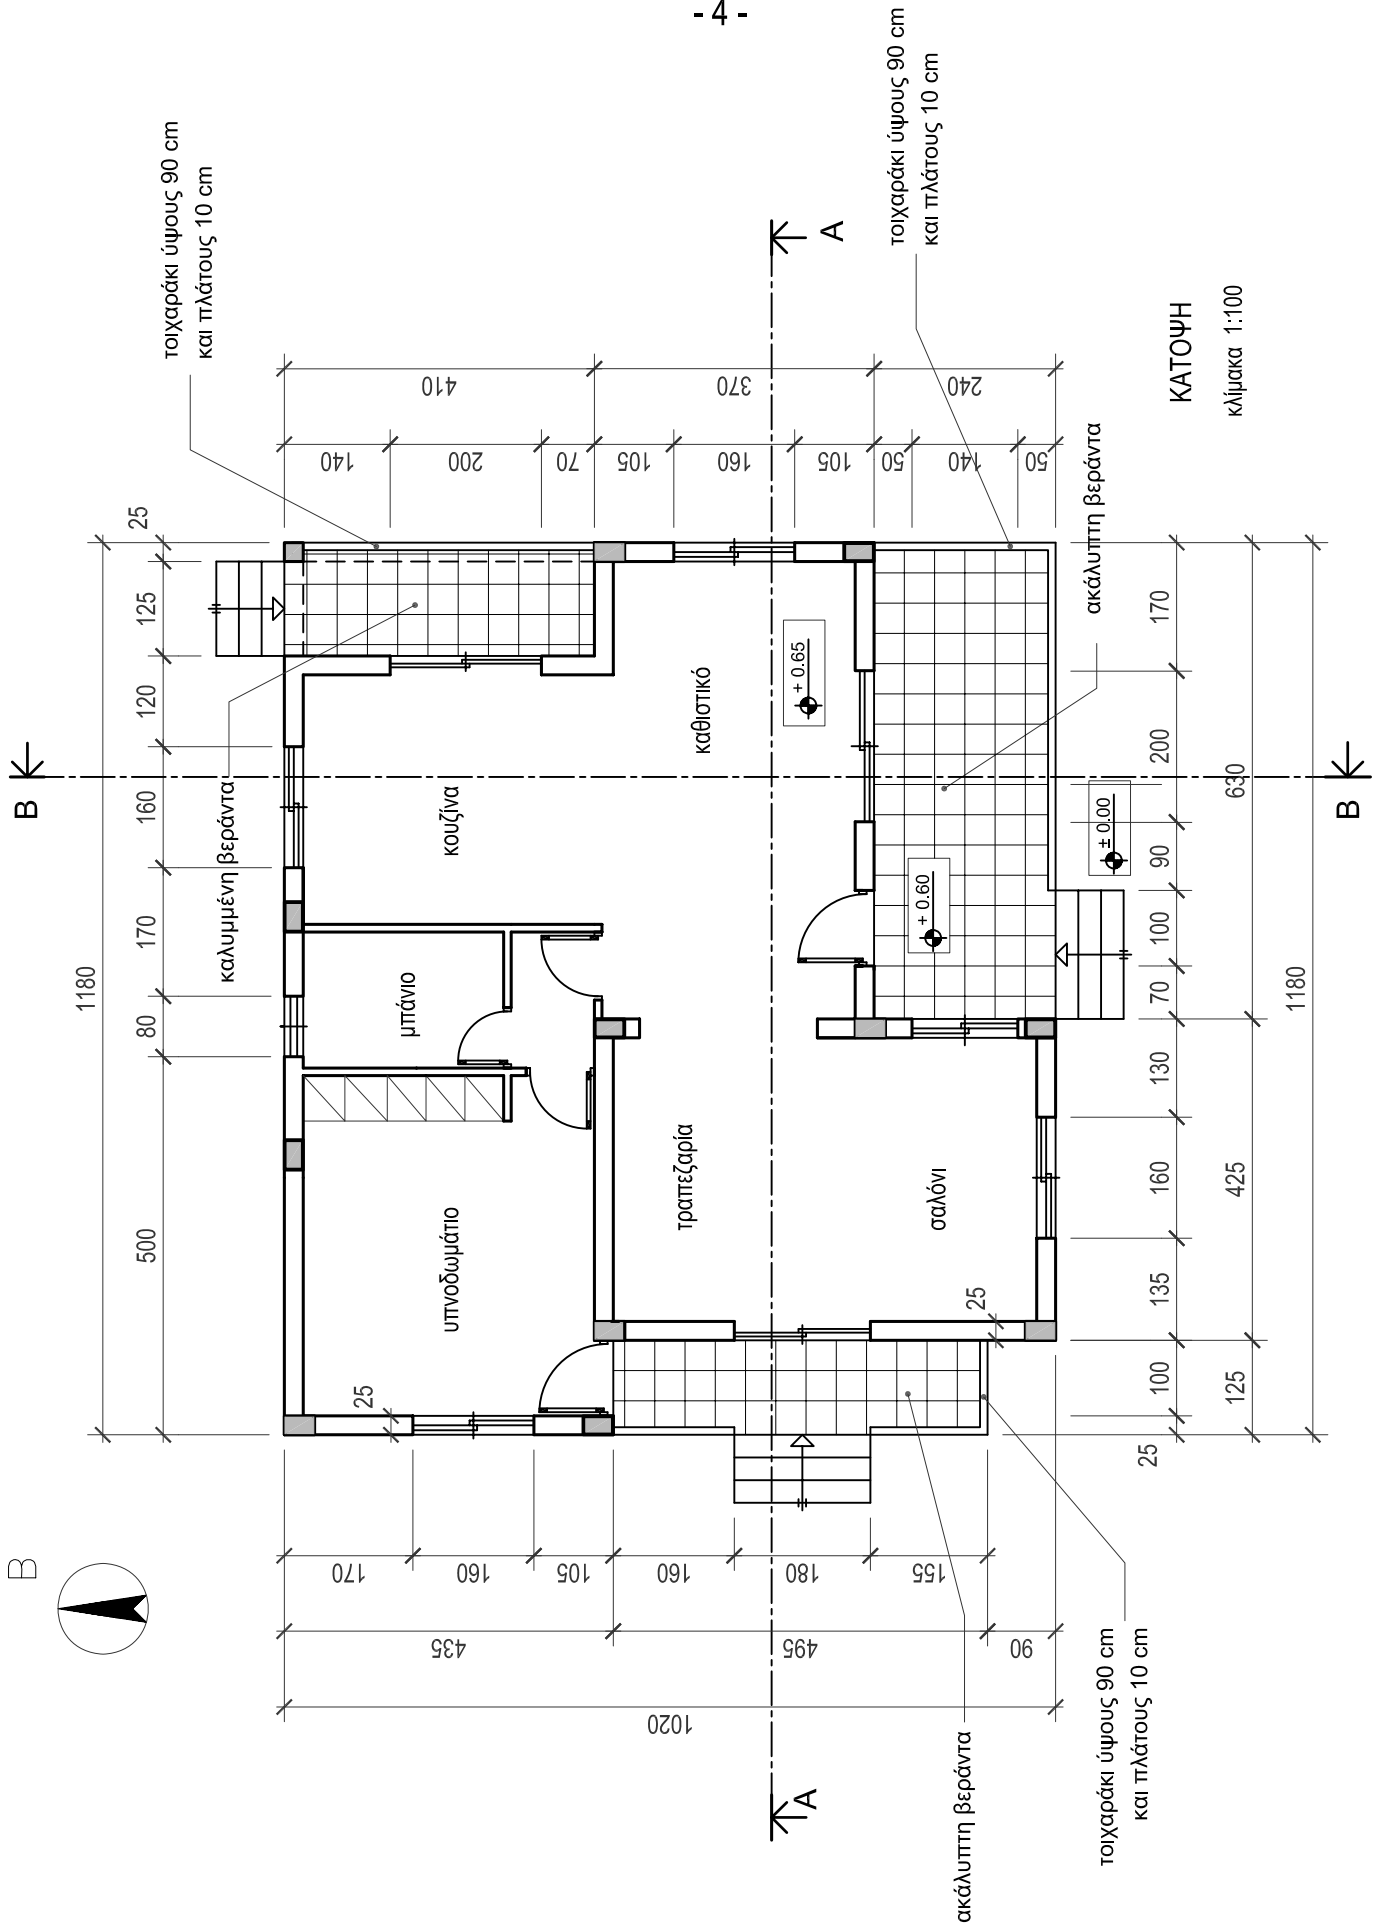 - 4 -
τοιχαράκι ύψους 90 cm
και πλάτους 10 cm
τοιχαράκι ύψους 90 cm
και πλάτους 10 cm
Α
ΚΑΤΟΨΗ
κλίμακα 1:100
410
370
240
140
200
70
105
160
105
50
140
50
ακάλυπτη βεράντα
1180
25
125
120
160
170
80
500
Β
καλυμμένη βεράντα
κουζίνα
καθιστικό
+ 0.65
+ 0.60
± 0.00
μπάνιο
υπνοδωμάτιο
τραπεζαρία
σαλόνι
25
25
170
200
90
100
70
130
160
135
100
25
630
425
125
1180
Β
Β
170
160
105
160
180
155
435
495
90
1020
Α
ακάλυπτη βεράντα
τοιχαράκι ύψους 90 cm
και πλάτους 10 cm